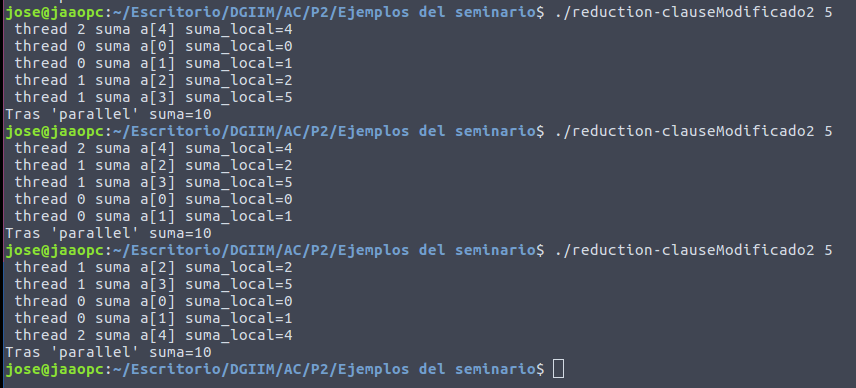 jose@jaaopc:~/Escritorio/DGIIM/AC/P2/Ejemplos del seminario$ ./reduction-clauseModificado2 5
 thread 2 suma a[4] suma_local=4
 thread 0 suma a[0] suma_local=0
 thread 0 suma a[1] suma_local=1
 thread 1 suma a[2] suma_local=2
 thread 1 suma a[3] suma_local=5
Tras 'parallel' suma=10
jose@jaaopc:~/Escritorio/DGIIM/AC/P2/Ejemplos del seminario$ ./reduction-clauseModificado2 5
 thread 2 suma a[4] suma_local=4
 thread 1 suma a[2] suma_local=2
 thread 1 suma a[3] suma_local=5
 thread 0 suma a[0] suma_local=0
 thread 0 suma a[1] suma_local=1
Tras 'parallel' suma=10
jose@jaaopc:~/Escritorio/DGIIM/AC/P2/Ejemplos del seminario$ ./reduction-clauseModificado2 5
 thread 1 suma a[2] suma_local=2
 thread 1 suma a[3] suma_local=5
 thread 0 suma a[0] suma_local=0
 thread 0 suma a[1] suma_local=1
 thread 2 suma a[4] suma_local=4
Tras 'parallel' suma=10
jose@jaaopc:~/Escritorio/DGIIM/AC/P2/Ejemplos del seminario$